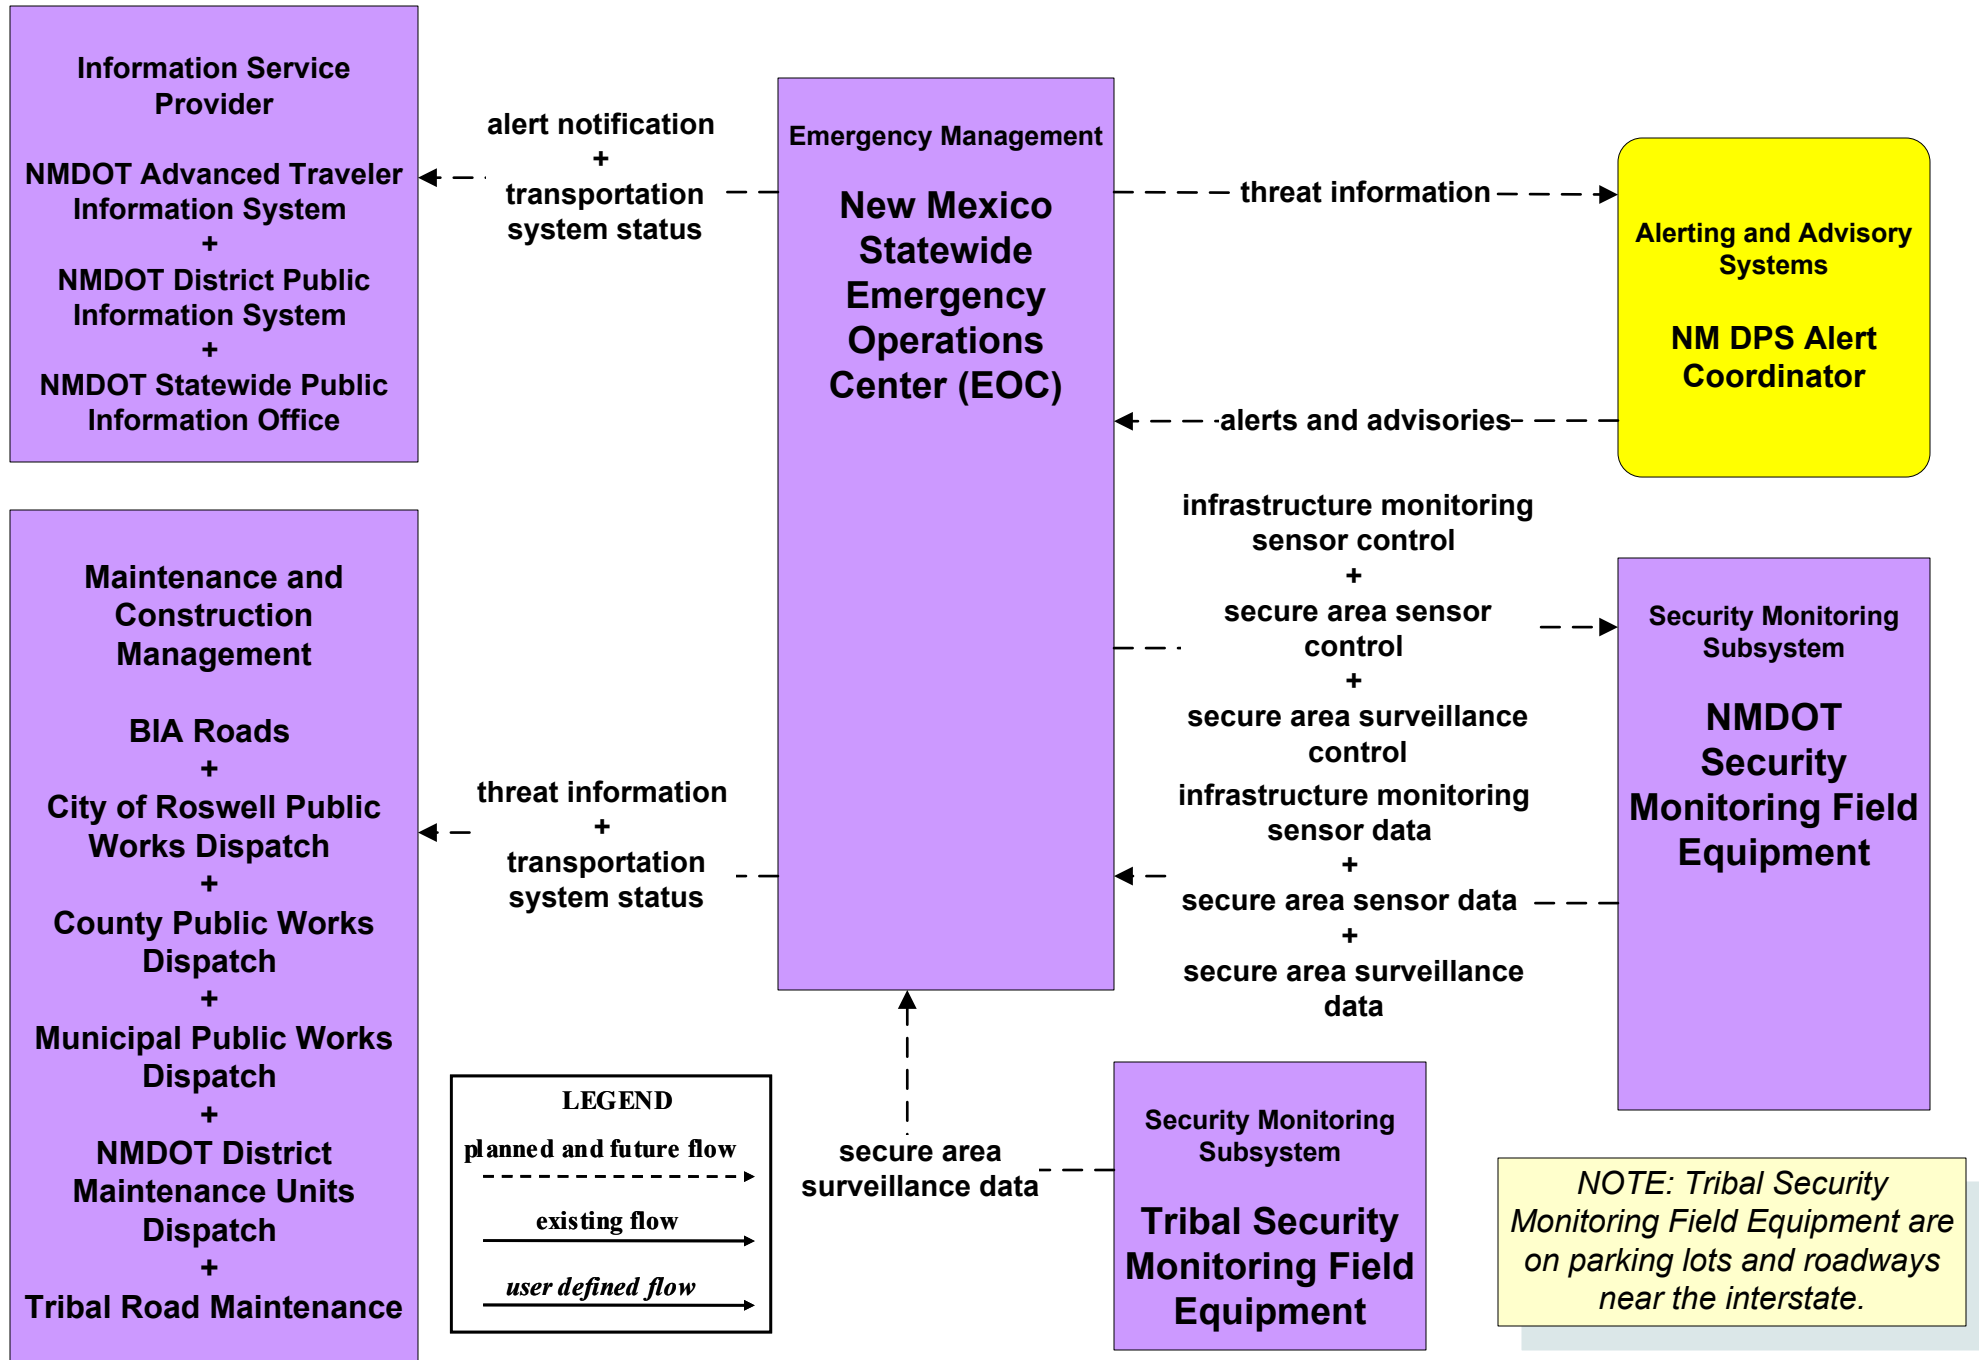 Information Service
Provider
NMDOT Advanced Traveler
Information System
+
NMDOT District Public
Information System
+
NMDOT Statewide Public
Information Office
alert notification
+
transportation
system status
Emergency Management
New Mexico
Statewide
Emergency
Operations
Center (EOC)
threat information
alerts and advisories
Alerting and Advisory
Systems
NM DPS Alert
Coordinator
infrastructure monitoring
sensor control
+
secure area sensor
control
+
secure area surveillance
control
infrastructure monitoring
sensor data
+
secure area sensor data
+
secure area surveillance
data
Security Monitoring
Subsystem
NMDOT
Security
Monitoring Field
Equipment
Maintenance and
Construction
Management
BIA Roads
+
City of Roswell Public
Works Dispatch
+
County Public Works
Dispatch
+
Municipal Public Works
Dispatch
+
NMDOT District
Maintenance Units
Dispatch
+
Tribal Road Maintenance
threat information
+
transportation
system status
LEGEND
planned and future flow
existing flow
user defined flow
secure area
surveillance data
Security Monitoring
Subsystem
Tribal Security
Monitoring Field
Equipment
NOTE: Tribal Security
Monitoring Field Equipment are
on parking lots and roadways
near the interstate.